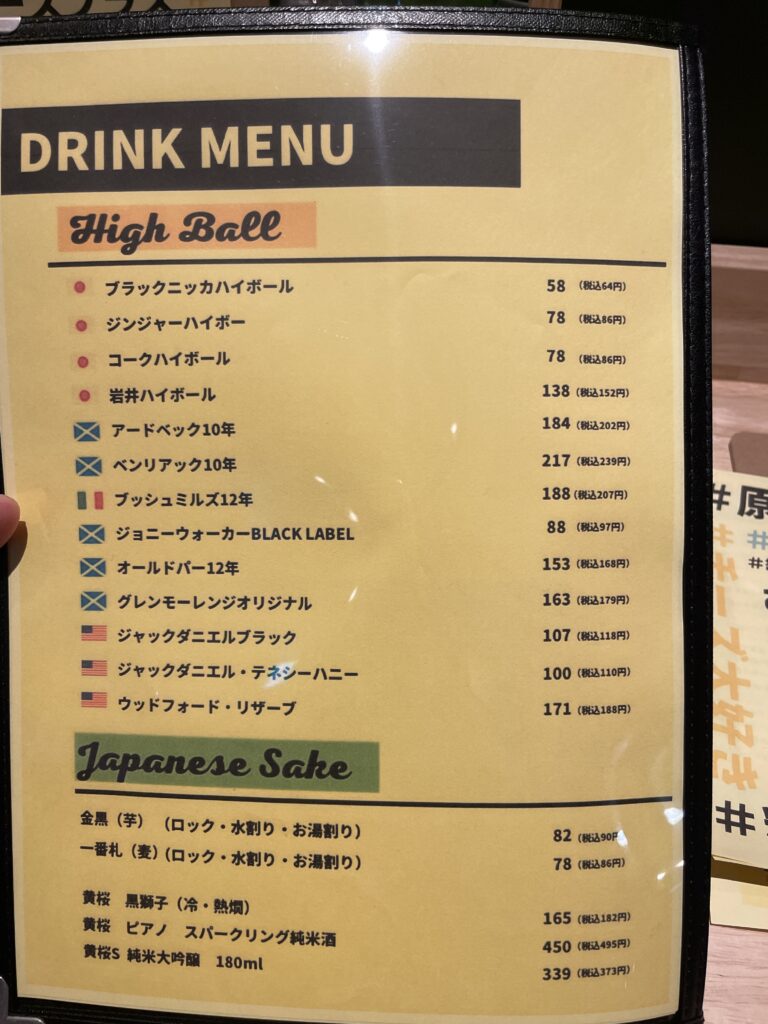 DRINK MENU
High Ball
ブラックニッカハイボール 58 (税込64円)
ジンジャーハイボー 78 (税込86円)
コークハイボール 78 (税込86円)
岩井ハイボール 138 (税込152円)
アードベック10年 184 (税込202円)
ベンリアック10年 217 (税込239円)
ブッシュミルズ12年 188 (税込207円)
ジョニーウォーカーBLACK LABEL 88 (税込97円)
オールドパー12年 153 (税込168円)
グレンモーレンジオリジナル 163 (税込179円)
ジャックダニエルブラック 107 (税込118円)
ジャックダニエル・テネシーハニー 100 (税込110円)
ウッドフォード・リザーブ 171 (税込188円)
Japanese Sake
金黒（芋） （ロック・水割り・お湯割り） 82 (税込90円
一番札（麦）（ロック・水割り・お湯割り） 78 (税込86円)
黄桜 黒獅子（冷・熱燗） 165 (税込182円)
黄桜 ピアノ スパークリング純米酒 450 (税込495円)
黄桜S 純米大吟醸 180ml 339 (税込373円)
#原
#チーズ大好き